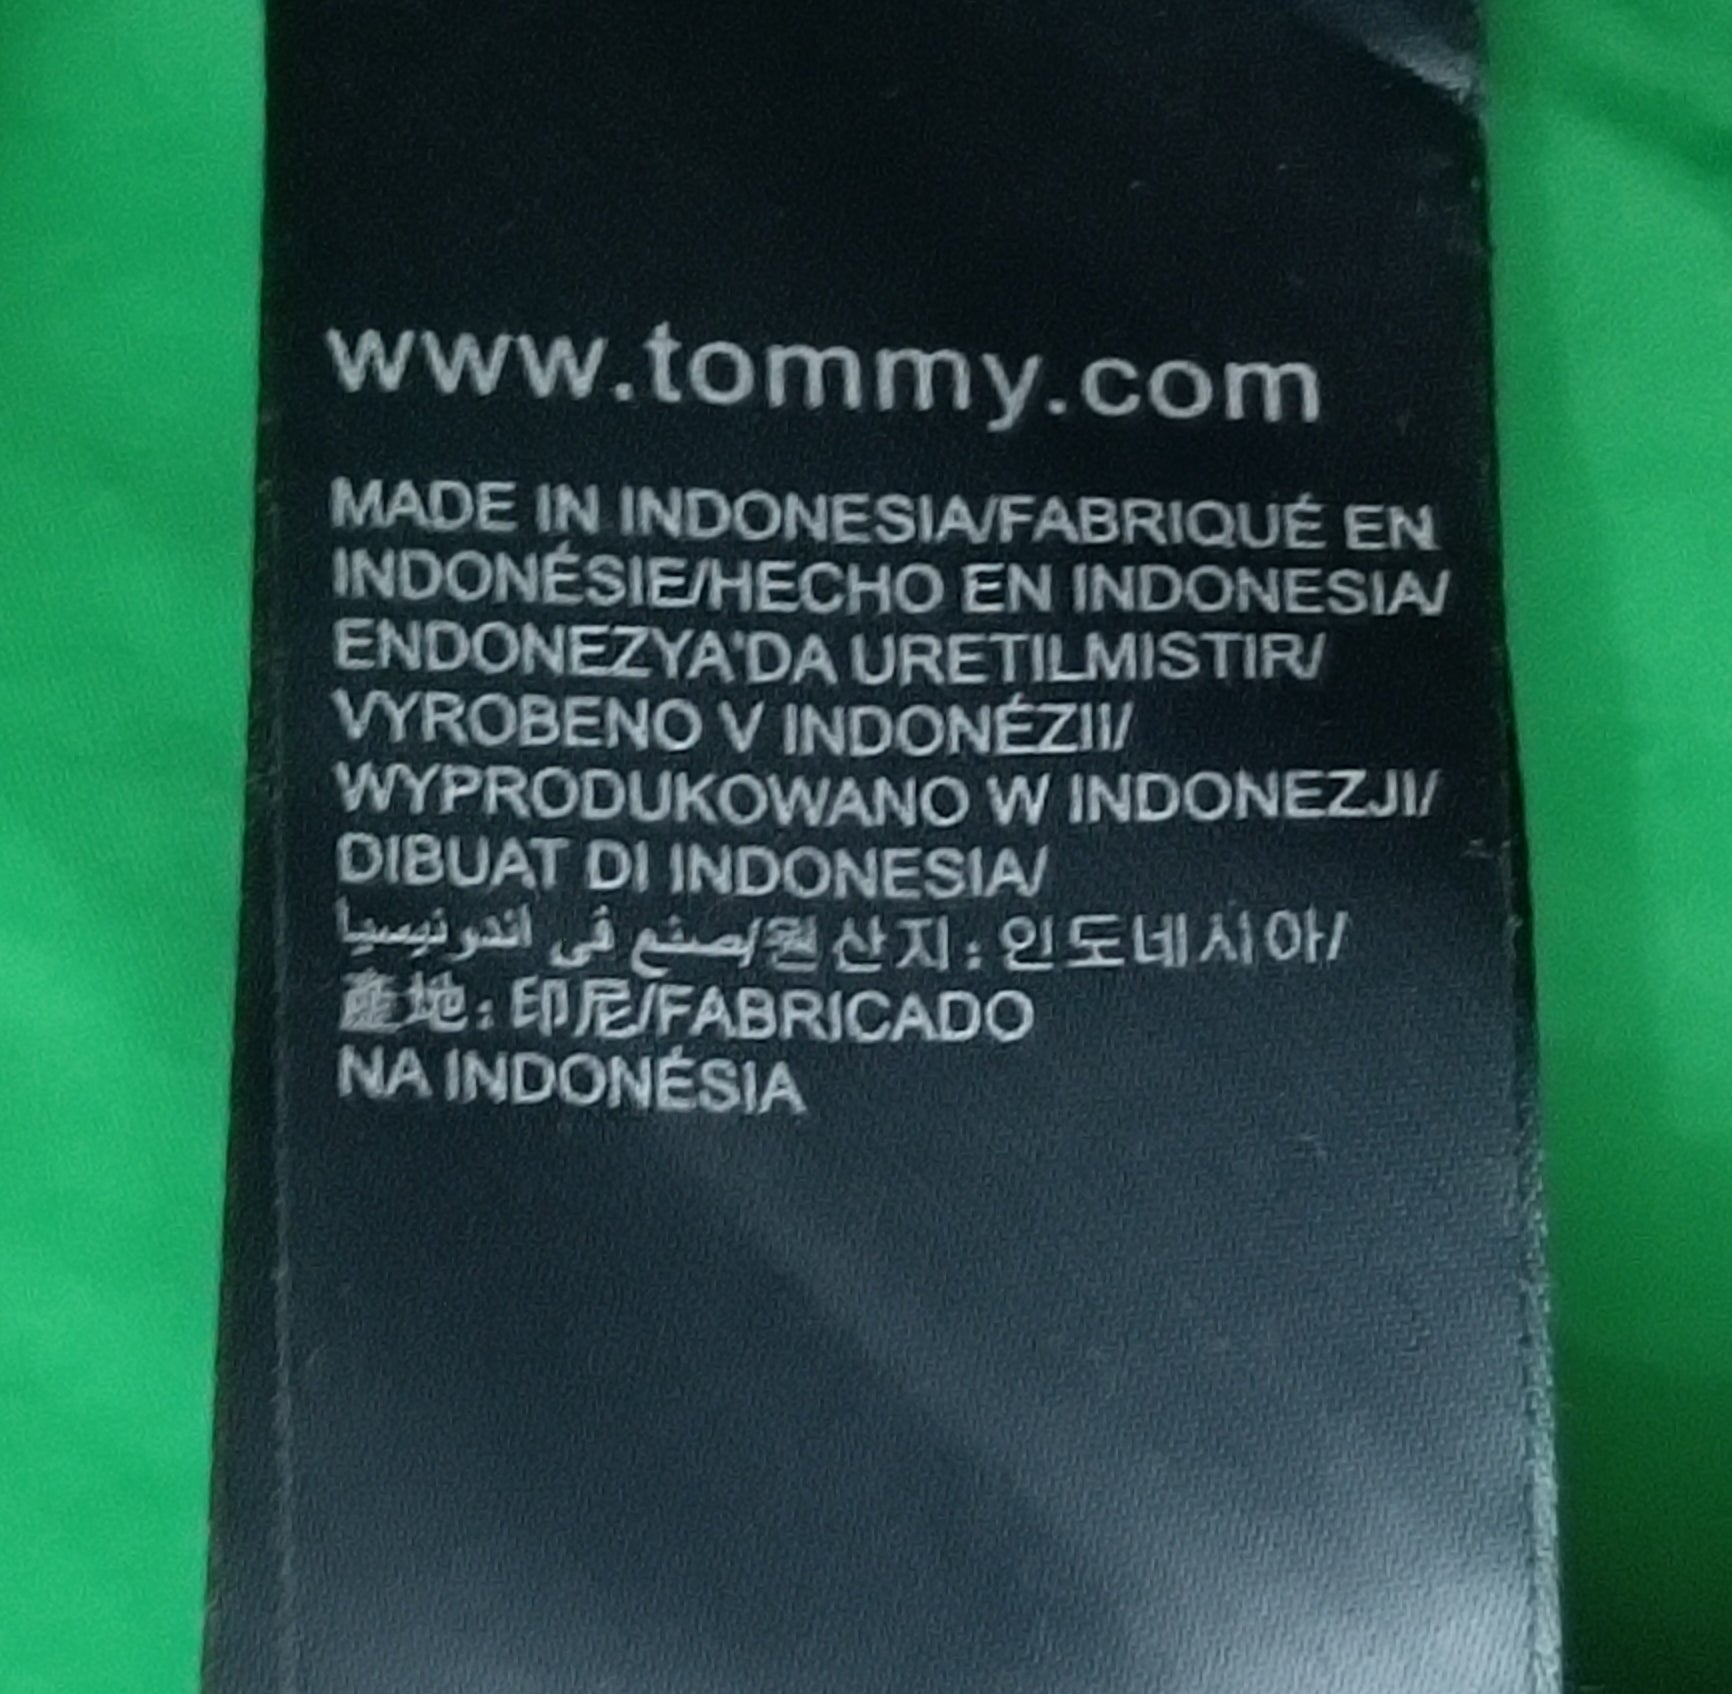 www.tommy.com
MADE IN INDONESIA/FABRIQUÉ EN
INDONÉSIE/HECHO EN INDONESIA/
ENDONEZYA'DA URETILMISTIR/
VYROBENO V INDONÉZII/
WYPRODUKOWANO W INDONEZJI/
DIBUAT DI INDONESIA/
صنع في اندونيسيا/원산지:인도네시아/
產地:印尼/FABRICADO
NA INDONÉSIA